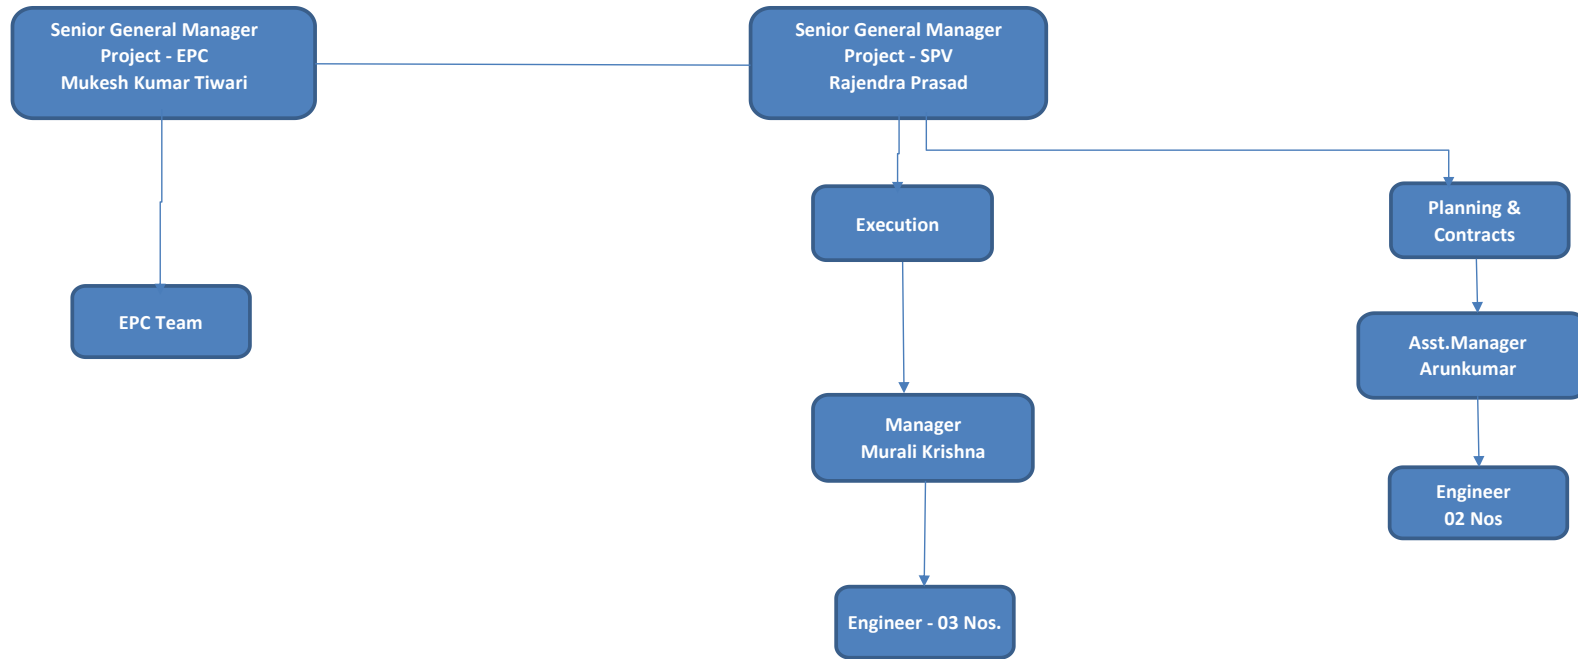 Senior General Manager
Project - EPC
Mukesh Kumar Tiwari
Senior General Manager
Project - SPV
Rajendra Prasad
Execution
Planning &
Contracts
EPC Team
Asst.Manager
Arunkumar
Manager
Murali Krishna
Engineer
02 Nos
Engineer - 03 Nos.